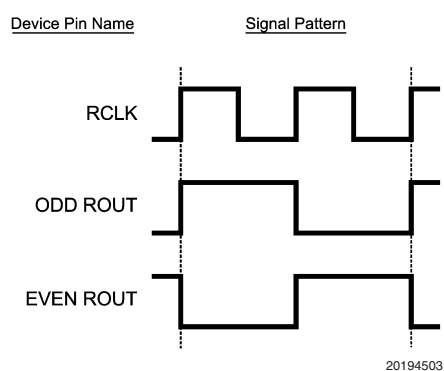 Device Pin Name
Signal Pattern
RCLK
ODD ROUT
EVEN ROUT
20194503